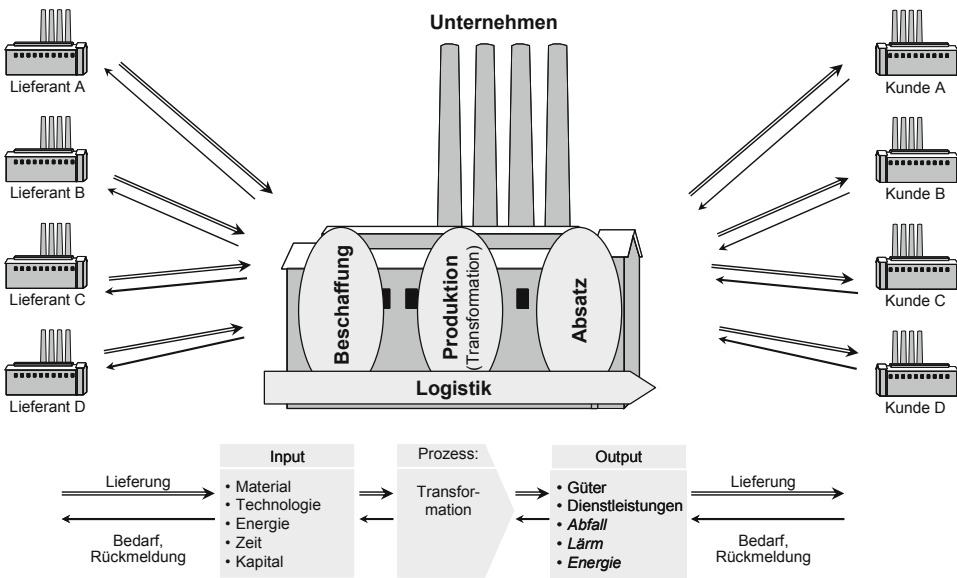 Unternehmen
Lieferant A
Lieferant B
Lieferant C
Lieferant D
Beschaffung
Produktion
(Transformation)
Absatz
Logistik
Kunde A
Kunde B
Kunde C
Kunde D
Lieferung
Bedarf,
Rückmeldung
Input
• Material
• Technologie
• Energie
• Zeit
• Kapital
Prozess:
Transfor-
mation
Output
• Güter
• Dienstleistungen
• Abfall
• Lärm
• Energie
Lieferung
Bedarf,
Rückmeldung